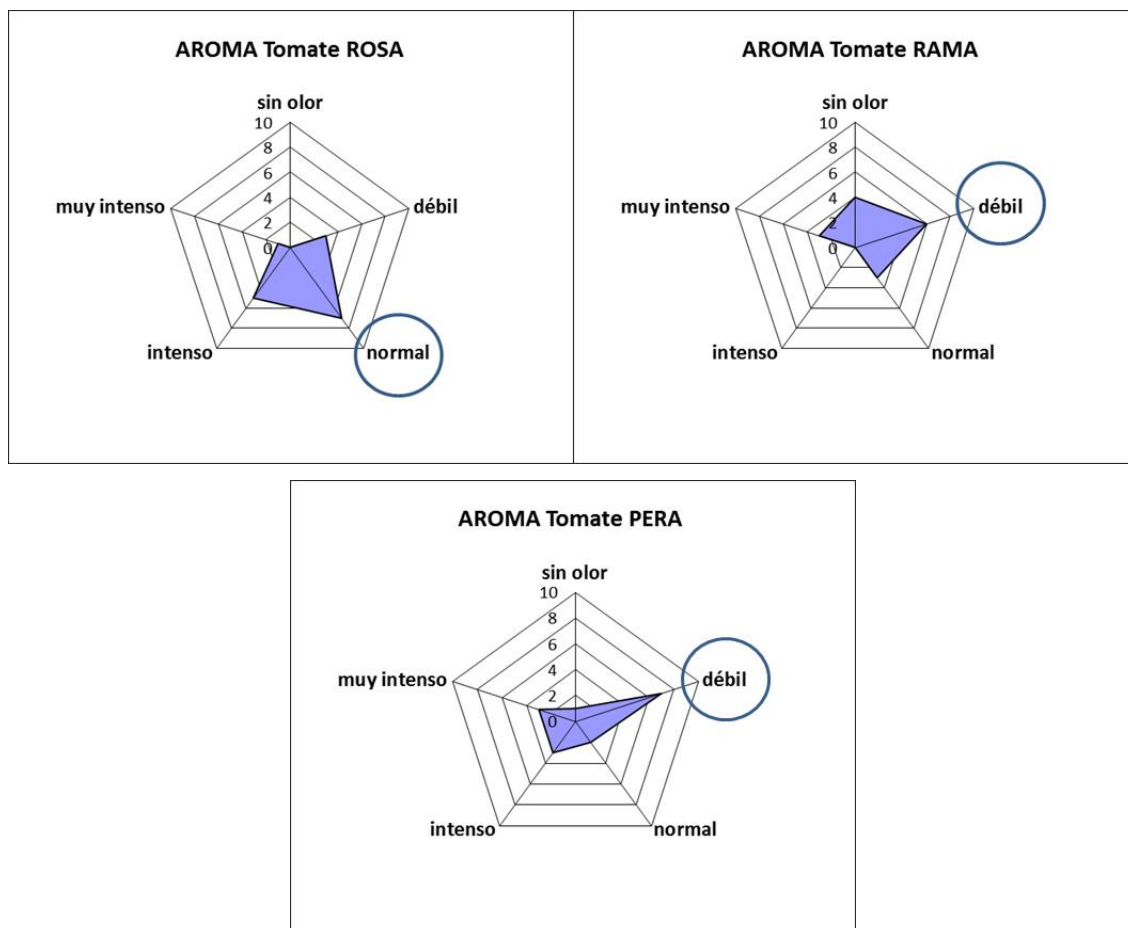 AROMA Tomate ROSA
sin olor
10
8
6
4
2
0
débil
normal
intenso
muy intenso
AROMA Tomate RAMA
sin olor
10
8
6
4
2
0
débil
normal
intenso
muy intenso
AROMA Tomate PERA
sin olor
10
8
6
4
2
0
débil
normal
intenso
muy intenso